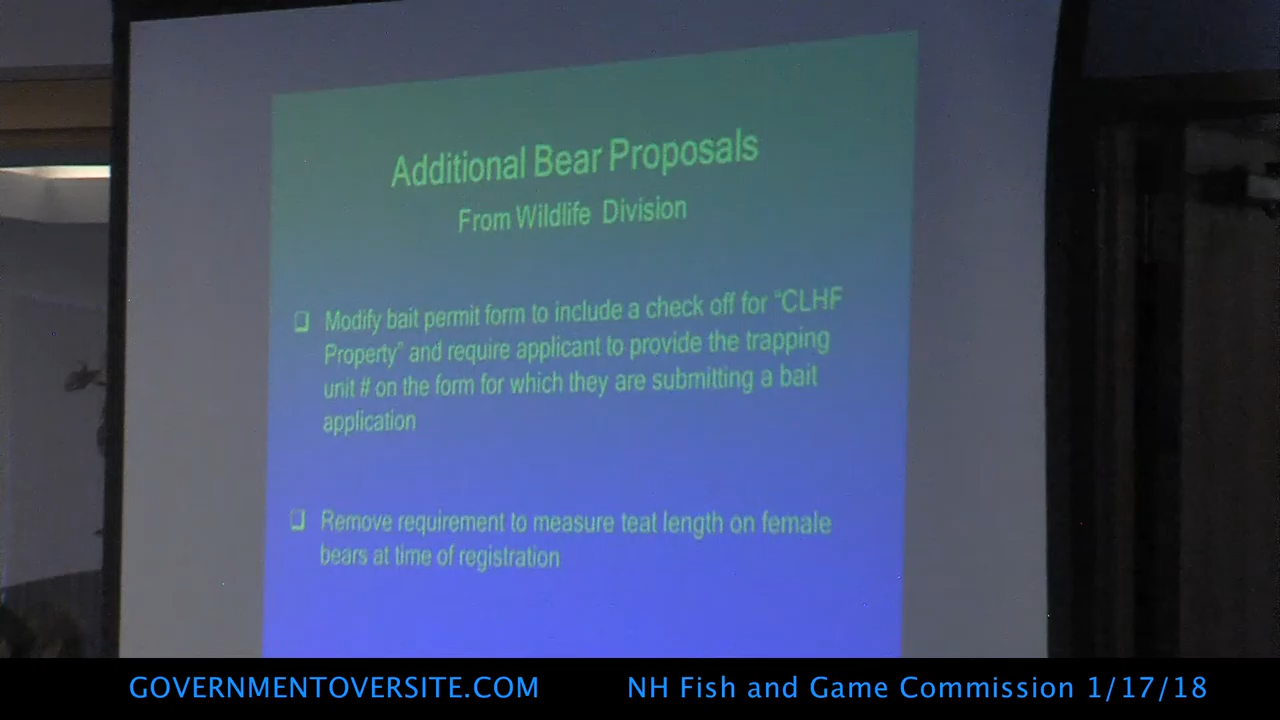 Additional Bear Proposals
From Wildlife Division
❑ Modify bait permit form to include a check off for "CLHF
Property" and require applicant to provide the trapping
unit # on the form for which they are submitting a bait
application
❑ Remove requirement to measure teat length on female
bears at time of registration
GOVERNMENTOVERSITE.COM NH Fish and Game Commission 1/17/18